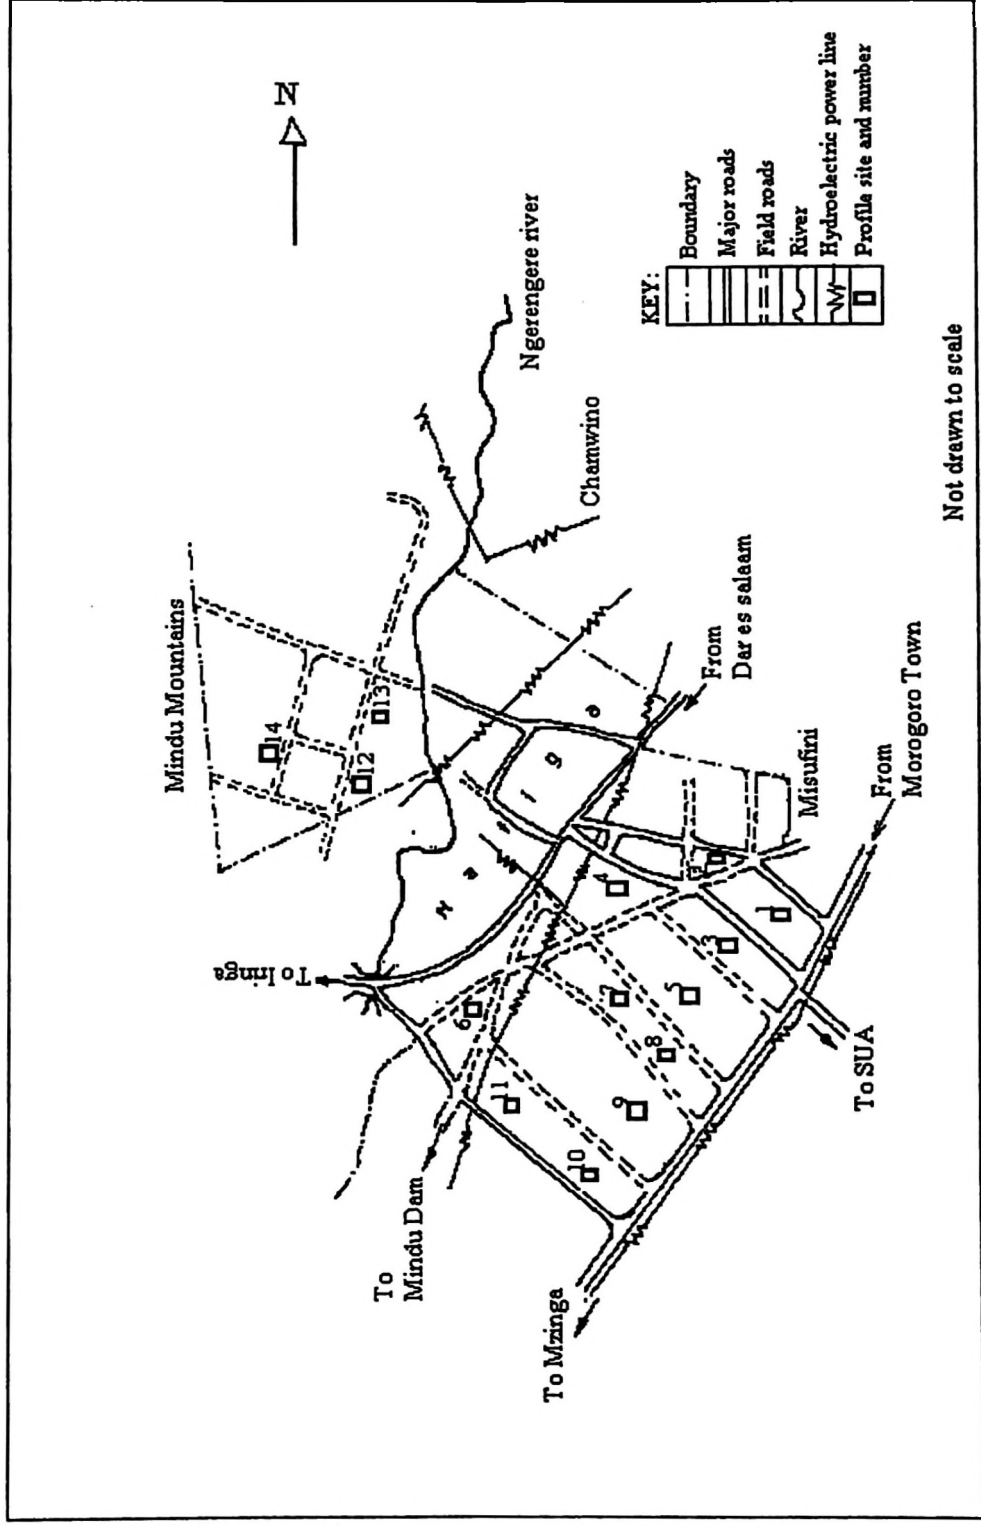 N
Mindu Mountains
Ngerengere river
Chamwino
14
13
12
To Iringa
From
Dar es salaam
Misufini
From
Morogoro Town
4
1
3
6
7
5
8
9
11
10
To
Mindu Dam
To Mzinga
To SUA
KEY:
Boundary
Major roads
Field roads
River
Hydroelectric power line
Profile site and number
Not drawn to scale